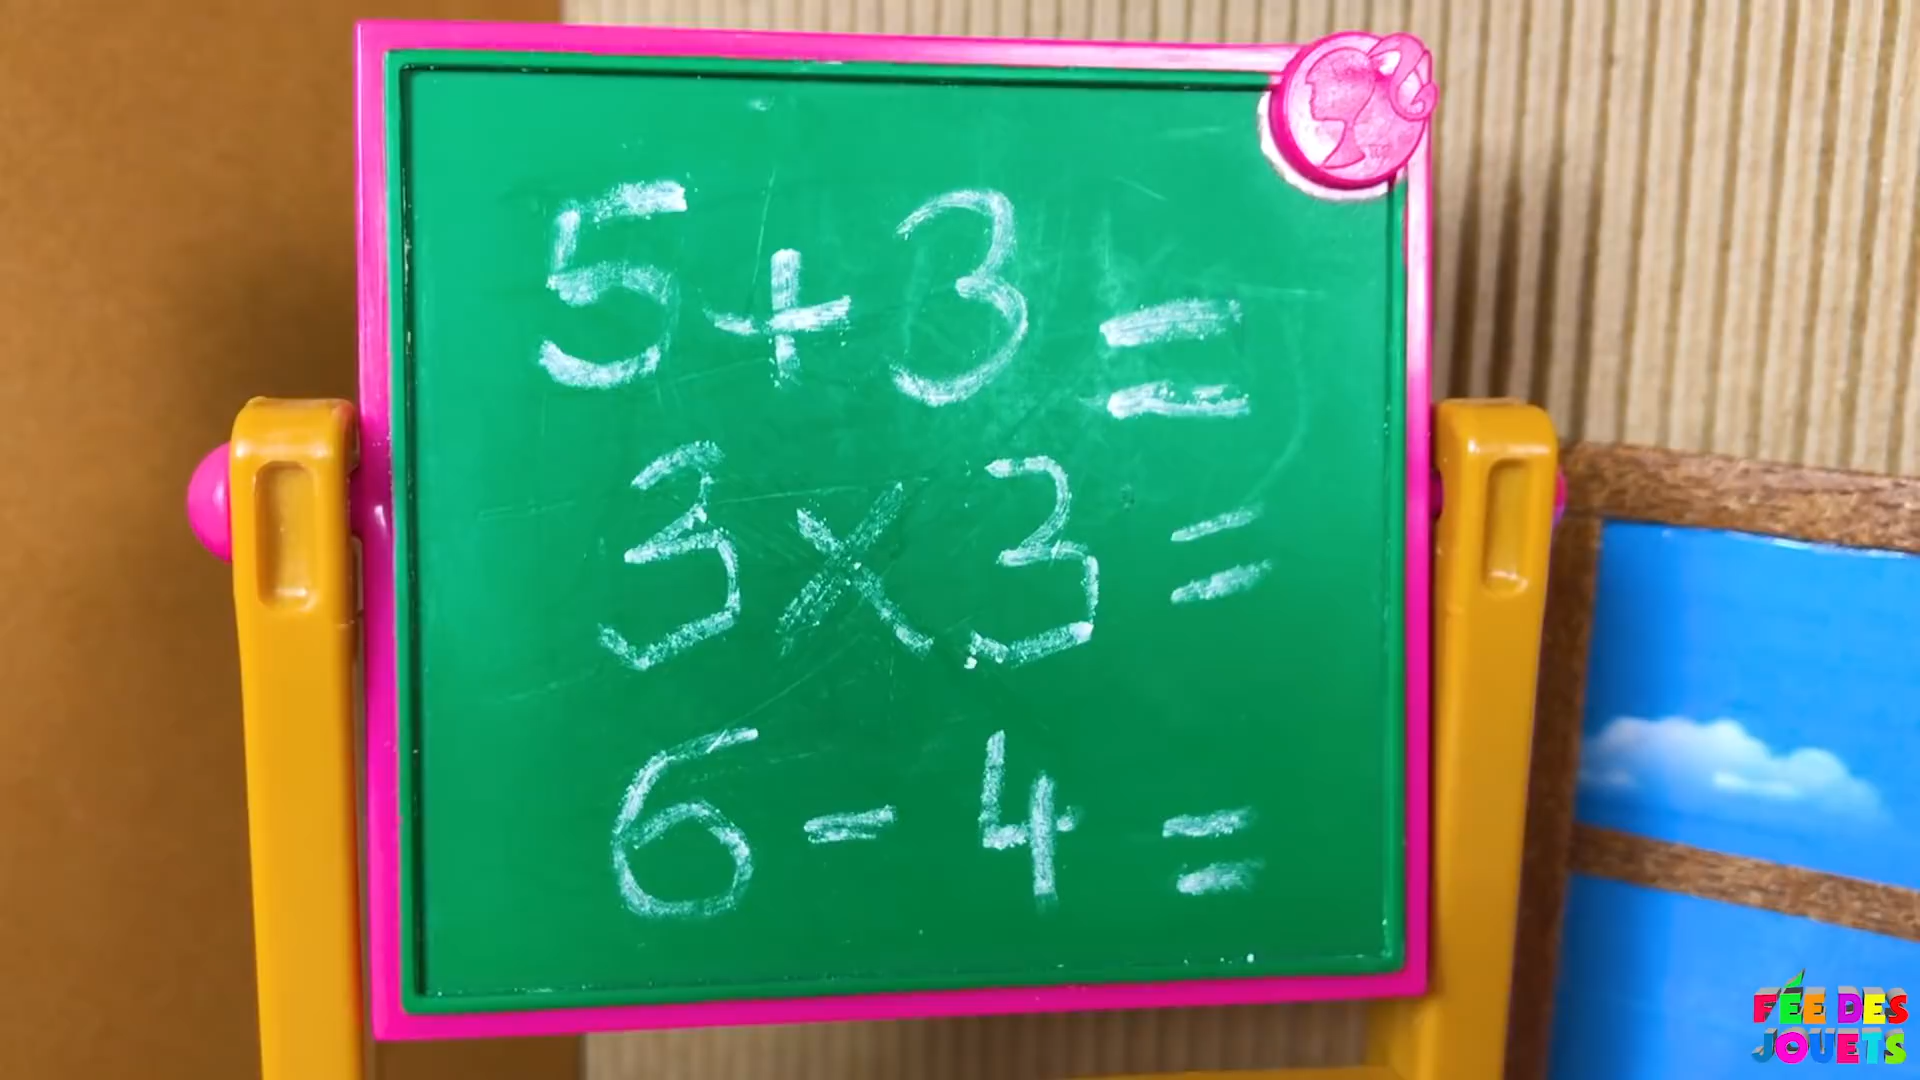 5+3=
3×3=
6-4=
FÉE DES
JOUETS